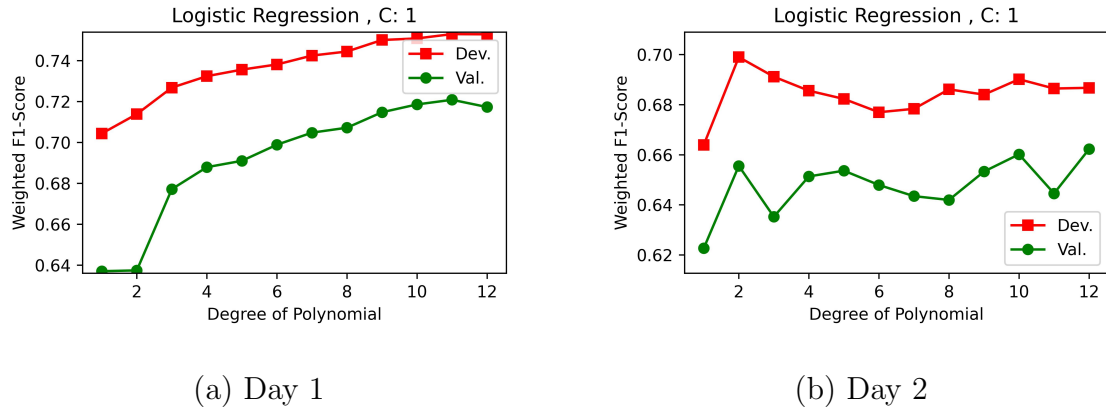 Logistic Regression , C: 1
Weighted F1-Score
0.74
0.72
0.70
0.68
0.66
0.64
Dev.
Val.
2 4 6 8 10 12
Degree of Polynomial
(a) Day 1
Logistic Regression , C: 1
Weighted F1-Score
0.70
0.68
0.66
0.64
0.62
Dev.
Val.
2 4 6 8 10 12
Degree of Polynomial
(b) Day 2